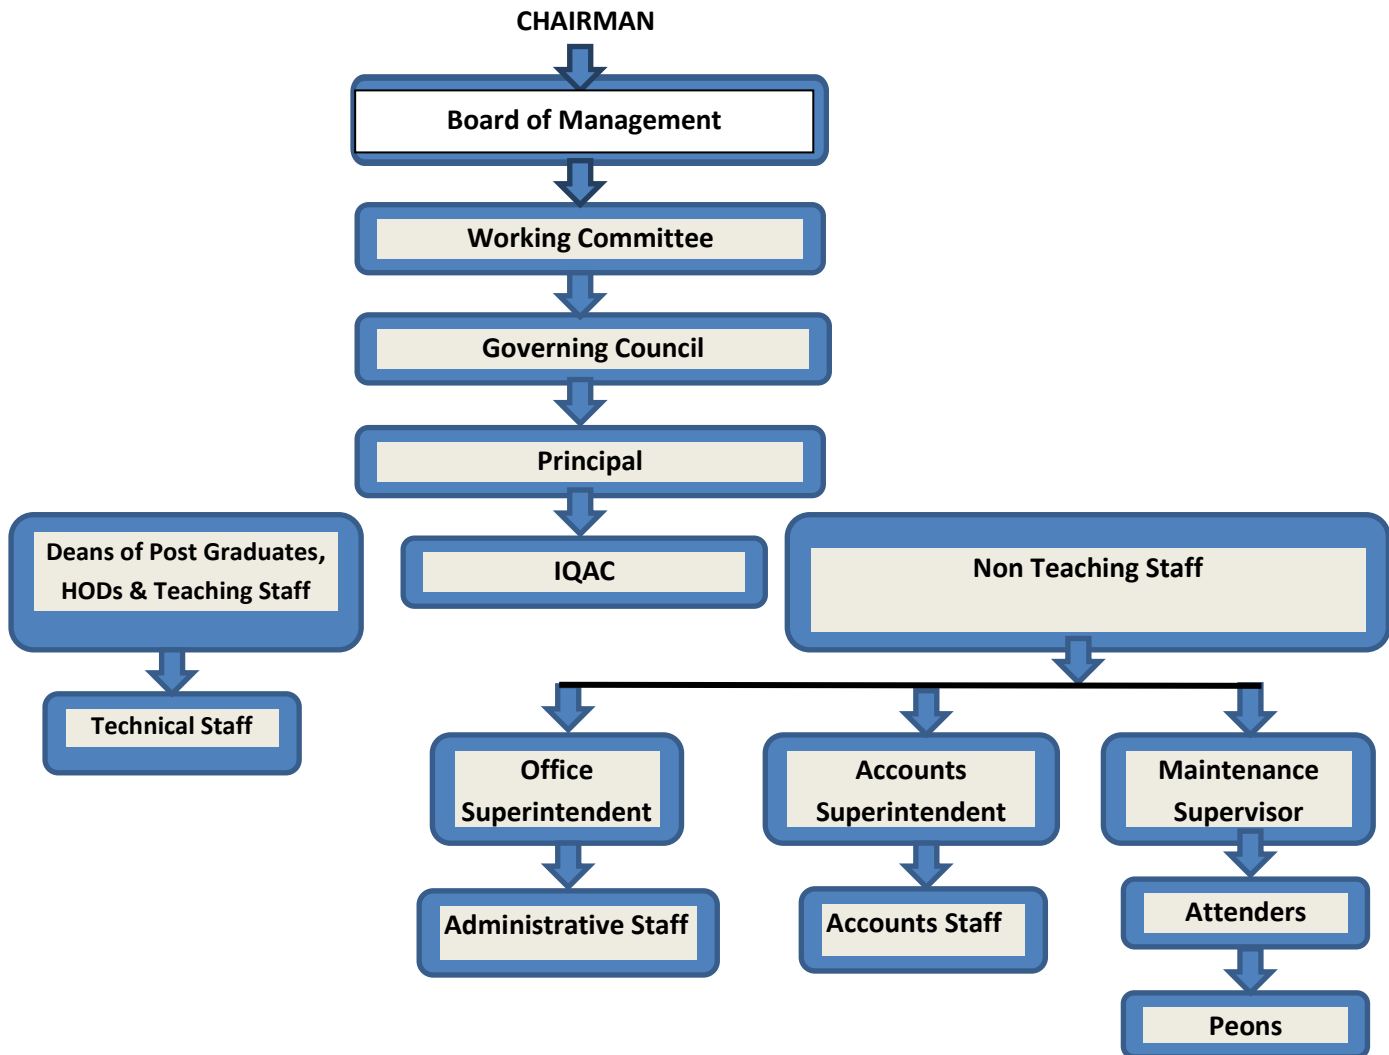 CHAIRMAN
Board of Management
Working Committee
Governing Council
Principal
Deans of Post Graduates,
HODs & Teaching Staff
IQAC
Non Teaching Staff
Technical Staff
Office
Superintendent
Accounts
Superintendent
Maintenance
Supervisor
Administrative Staff
Accounts Staff
Attenders
Peons